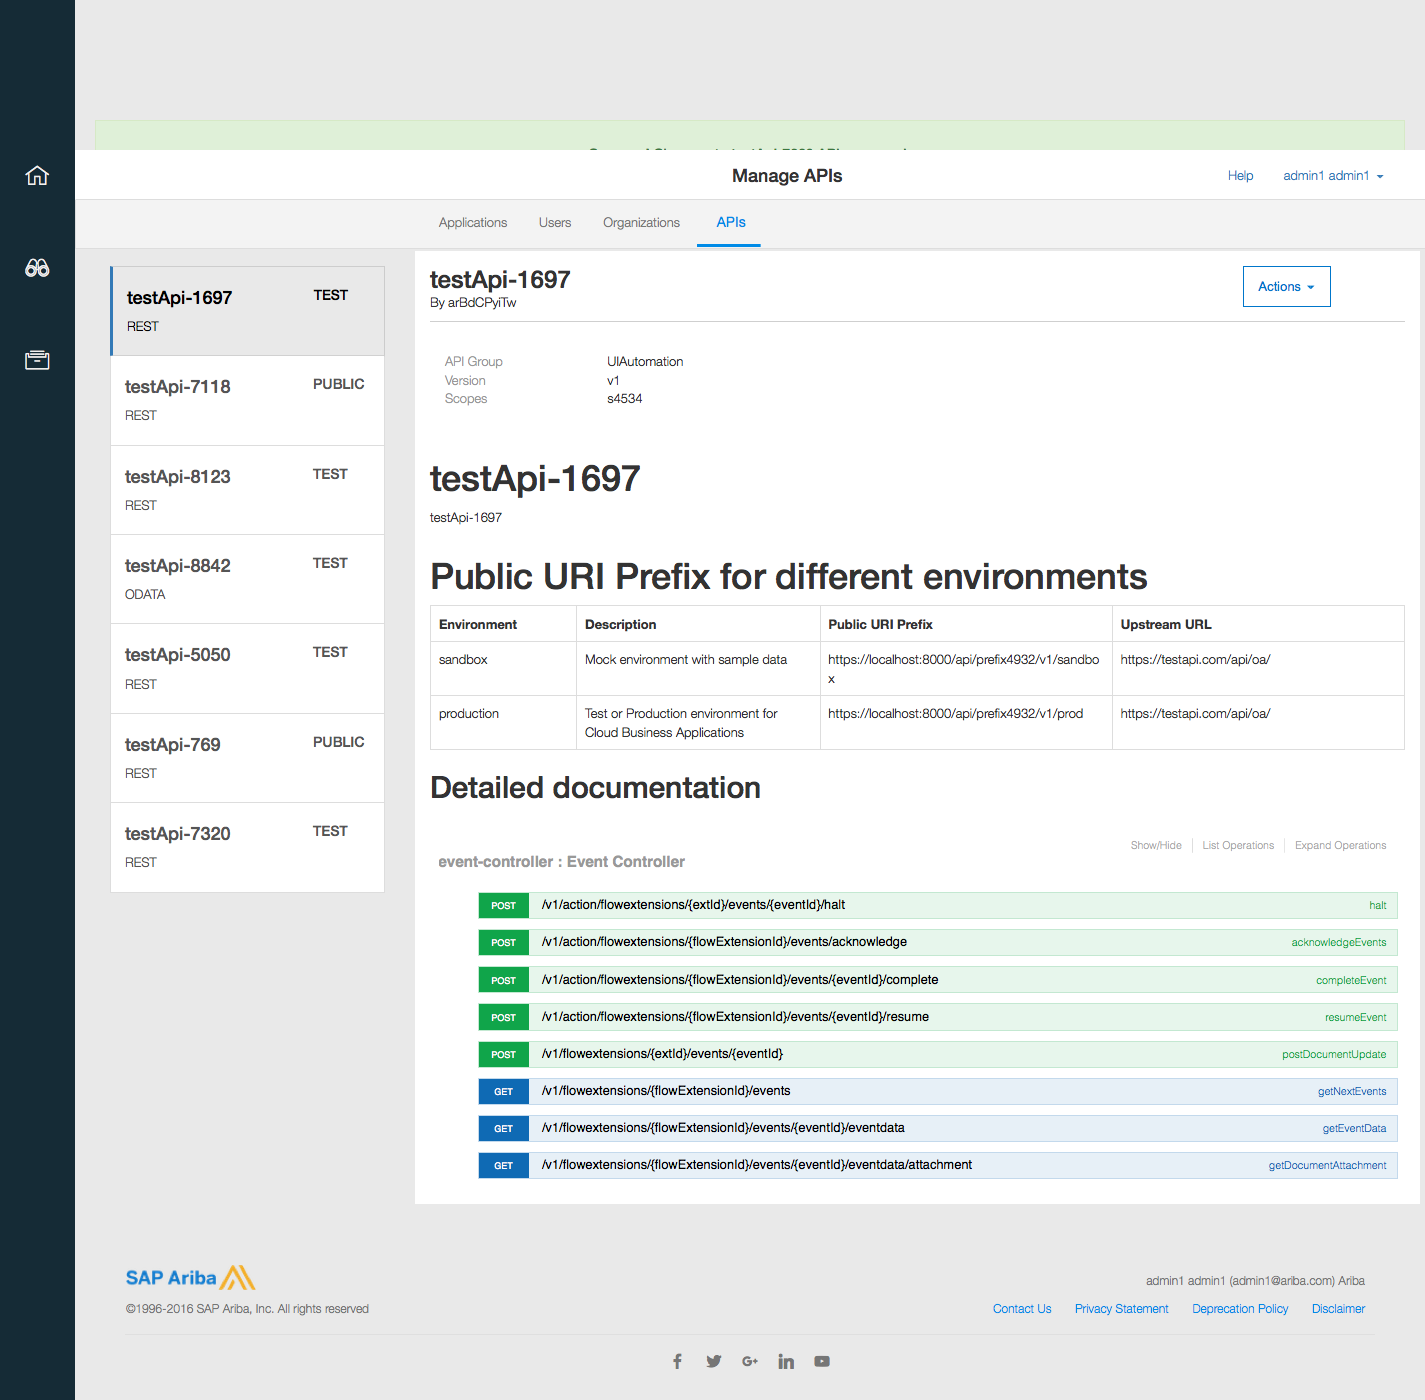 Manage APIs
Help
admin1 admin1
Applications
Users
Organizations
APIs
testApi-1697
TEST
REST
testApi-7118
PUBLIC
REST
testApi-8123
TEST
REST
testApi-8842
TEST
ODATA
testApi-5050
TEST
REST
testApi-769
PUBLIC
REST
testApi-7320
TEST
REST
testApi-1697
By arBdCPyiTw
Actions
API Group UIAutomation
Version v1
Scopes s4534
testApi-1697
testApi-1697
Public URI Prefix for different environments
Environment Description Public URI Prefix Upstream URL
sandbox Mock environment with sample data https://localhost:8000/api/prefix4932/v1/sandbo https://testapi.com/api/oa/
x
production Test or Production environment for https://localhost:8000/api/prefix4932/v1/prod https://testapi.com/api/oa/
Cloud Business Applications
Detailed documentation
event-controller : Event Controller
Show/Hide List Operations Expand Operations
POST /v1/action/flowextensions/{extId}/events/{eventId}/halt halt
POST /v1/action/flowextensions/{flowExtensionId}/events/acknowledge acknowledgeEvents
POST /v1/action/flowextensions/{flowExtensionId}/events/{eventId}/complete completeEvent
POST /v1/action/flowextensions/{flowExtensionId}/events/{eventId}/resume resumeEvent
POST /v1/flowextensions/{extId}/events/{eventId} postDocumentUpdate
GET /v1/flowextensions/{flowExtensionId}/events getNextEvents
GET /v1/flowextensions/{flowExtensionId}/events/{eventId}/eventdata getEventData
GET /v1/flowextensions/{flowExtensionId}/events/{eventId}/eventdata/attachment getDocumentAttachment
SAP Ariba
©1996-2016 SAP Ariba, Inc. All rights reserved
admin1 admin1 (admin1@ariba.com) Ariba
Contact Us Privacy Statement Deprecation Policy Disclaimer